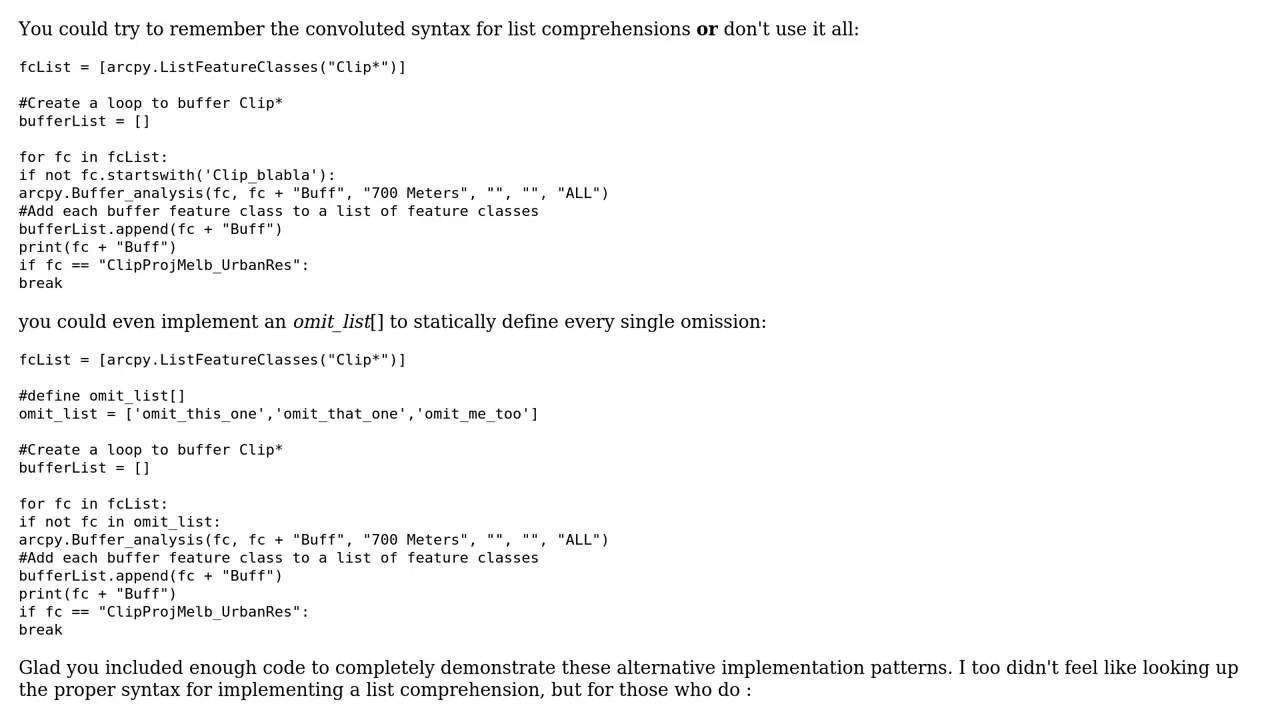 You could try to remember the convoluted syntax for list comprehensions or don't use it all:
fcList = [arcpy.ListFeatureClasses("Clip*")]
#Create a loop to buffer Clip*
bufferList = []
for fc in fcList:
if not fc.startswith('Clip_blabla'):
arcpy.Buffer_analysis(fc, fc + "Buff", "700 Meters", "", "", "ALL")
#Add each buffer feature class to a list of feature classes
bufferList.append(fc + "Buff")
print(fc + "Buff")
if fc == "ClipProjMelb_UrbanRes":
break
you could even implement an omit_list[] to statically define every single omission:
fcList = [arcpy.ListFeatureClasses("Clip*")]
#define omit_list[]
omit_list = ['omit_this_one','omit_that_one','omit_me_too']
#Create a loop to buffer Clip*
bufferList = []
for fc in fcList:
if not fc in omit_list:
arcpy.Buffer_analysis(fc, fc + "Buff", "700 Meters", "", "", "ALL")
#Add each buffer feature class to a list of feature classes
bufferList.append(fc + "Buff")
print(fc + "Buff")
if fc == "ClipProjMelb_UrbanRes":
break
Glad you included enough code to completely demonstrate these alternative implementation patterns. I too didn't feel like looking up
the proper syntax for implementing a list comprehension, but for those who do :